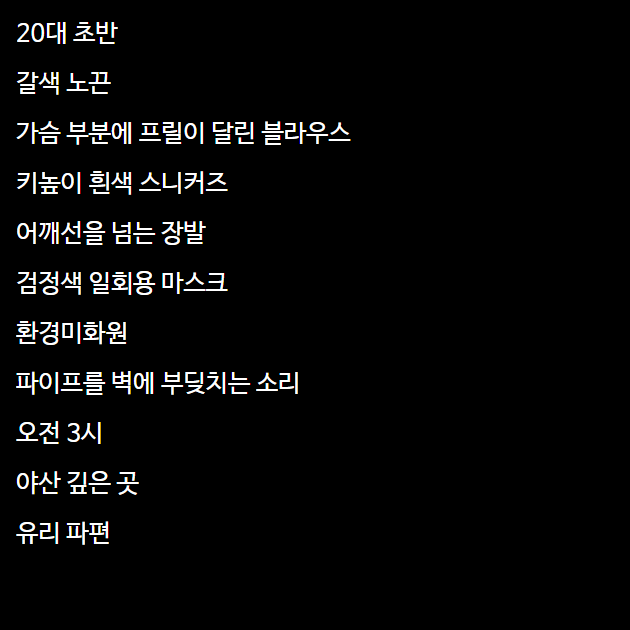 20대 초반
갈색 노끈
가슴 부분에 프릴이 달린 블라우스
키높이 흰색 스니커즈
어깨선을 넘는 장발
검정색 일회용 마스크
환경미화원
파이프를 벽에 부딪치는 소리
오전 3시
야산 깊은 곳
유리 파편